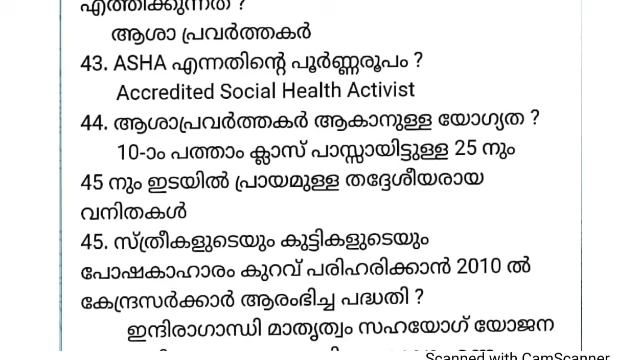 എത്തിക്കുന്നത് ?
ആശാ പ്രവർത്തകർ
43. ASHA എന്നതിന്റെ പൂർണ്ണരൂപം ?
Accredited Social Health Activist
44. ആശാപ്രവർത്തകർ ആകാനുള്ള യോഗ്യത ?
10-ാം പത്താം ക്ലാസ് പാസ്സായിട്ടുള്ള 25 നും
45 നും ഇടയിൽ പ്രായമുള്ള തദ്ദേശീയരായ
വനിതകൾ
45. സ്ത്രീകളുടെയും കുട്ടികളുടെയും
പോഷകാഹാരം കുറവ് പരിഹരിക്കാൻ 2010 ൽ
കേന്ദ്രസർക്കാർ ആരംഭിച്ച പദ്ധതി ?
ഇന്ദിരാഗാന്ധി മാതൃത്വം സഹയോഗ് യോജന
Scanned with CamScanner